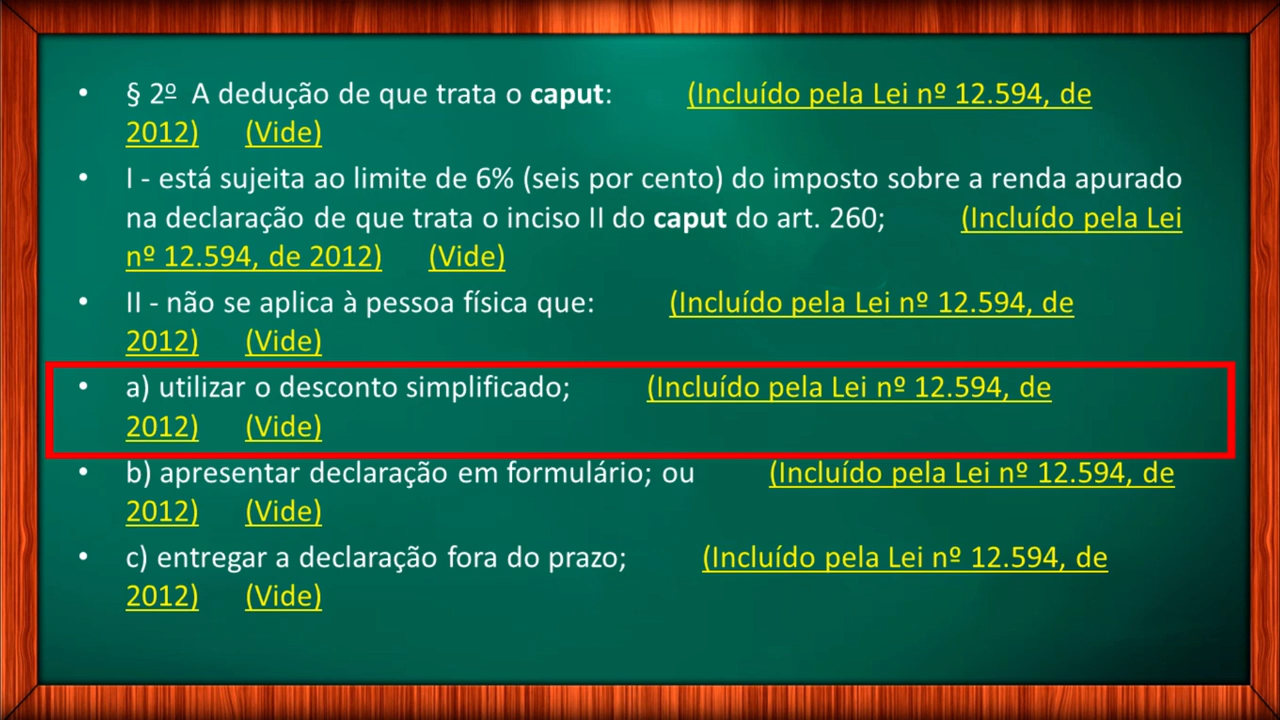 • § 2º A dedução de que trata o caput: (Incluído pela Lei nº 12.594, de
2012) (Vide)
• I - está sujeita ao limite de 6% (seis por cento) do imposto sobre a renda apurado
na declaração de que trata o inciso II do caput do art. 260; (Incluído pela Lei
nº 12.594, de 2012) (Vide)
• II - não se aplica à pessoa física que: (Incluído pela Lei nº 12.594, de
2012) (Vide)
• a) utilizar o desconto simplificado; (Incluído pela Lei nº 12.594, de
2012) (Vide)
• b) apresentar declaração em formulário; ou (Incluído pela Lei nº 12.594, de
2012) (Vide)
• c) entregar a declaração fora do prazo; (Incluído pela Lei nº 12.594, de
2012) (Vide)